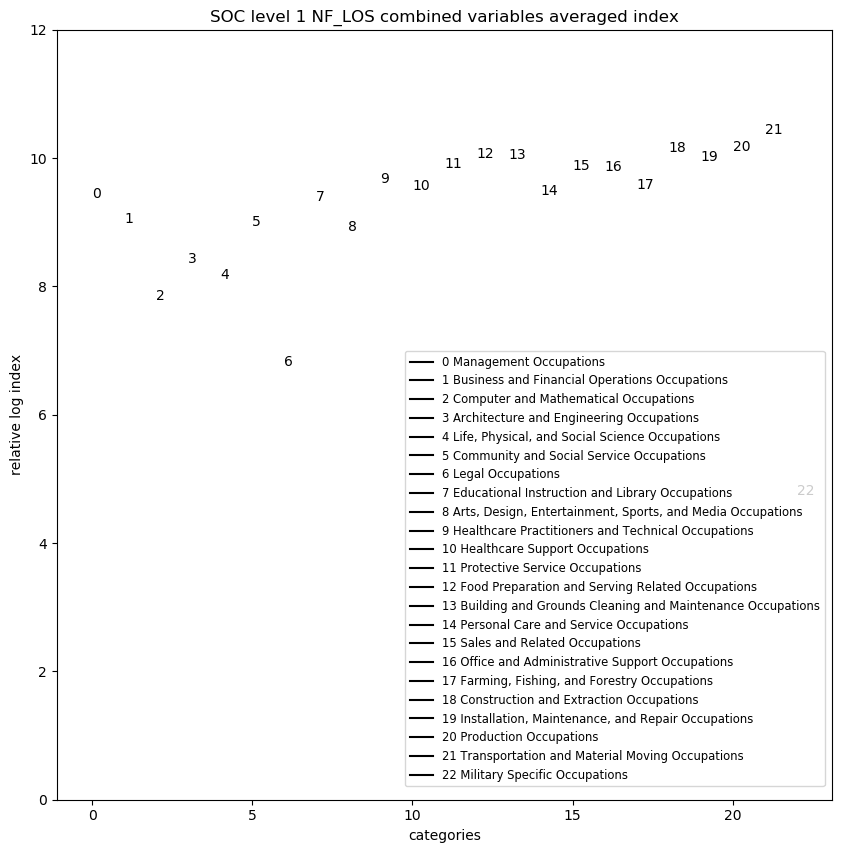 SOC level 1 NF_LOS combined variables averaged index
12
10
8
6
4
2
0
relative log index
0
1
2
3
4
5
6
7
8
9
10
11
12
13
14
15
16
17
18
19
20
21
22
0 Management Occupations
1 Business and Financial Operations Occupations
2 Computer and Mathematical Occupations
3 Architecture and Engineering Occupations
4 Life, Physical, and Social Science Occupations
5 Community and Social Service Occupations
6 Legal Occupations
7 Educational Instruction and Library Occupations
8 Arts, Design, Entertainment, Sports, and Media Occupations
9 Healthcare Practitioners and Technical Occupations
10 Healthcare Support Occupations
11 Protective Service Occupations
12 Food Preparation and Serving Related Occupations
13 Building and Grounds Cleaning and Maintenance Occupations
14 Personal Care and Service Occupations
15 Sales and Related Occupations
16 Office and Administrative Support Occupations
17 Farming, Fishing, and Forestry Occupations
18 Construction and Extraction Occupations
19 Installation, Maintenance, and Repair Occupations
20 Production Occupations
21 Transportation and Material Moving Occupations
22 Military Specific Occupations
0 5 10 15 20
categories